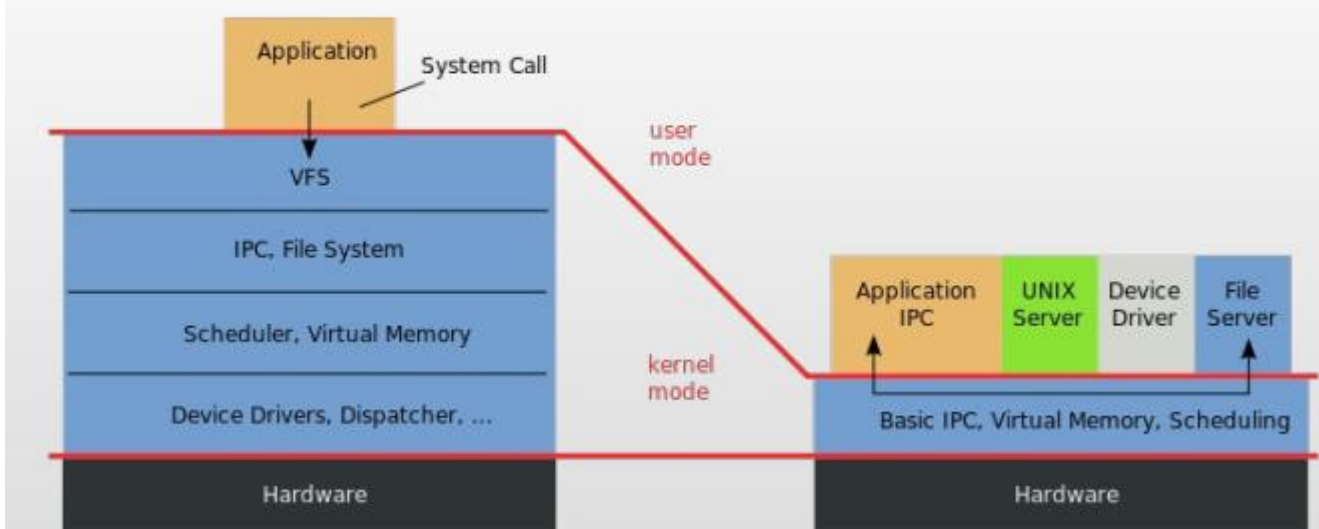 Application
System Call
VFS
IPC, File System
Scheduler, Virtual Memory
Device Drivers, Dispatcher, ...
Hardware
user
mode
kernel
mode
Application
IPC
UNIX
Server
Device
Driver
File
Server
Basic IPC, Virtual Memory, Scheduling
Hardware